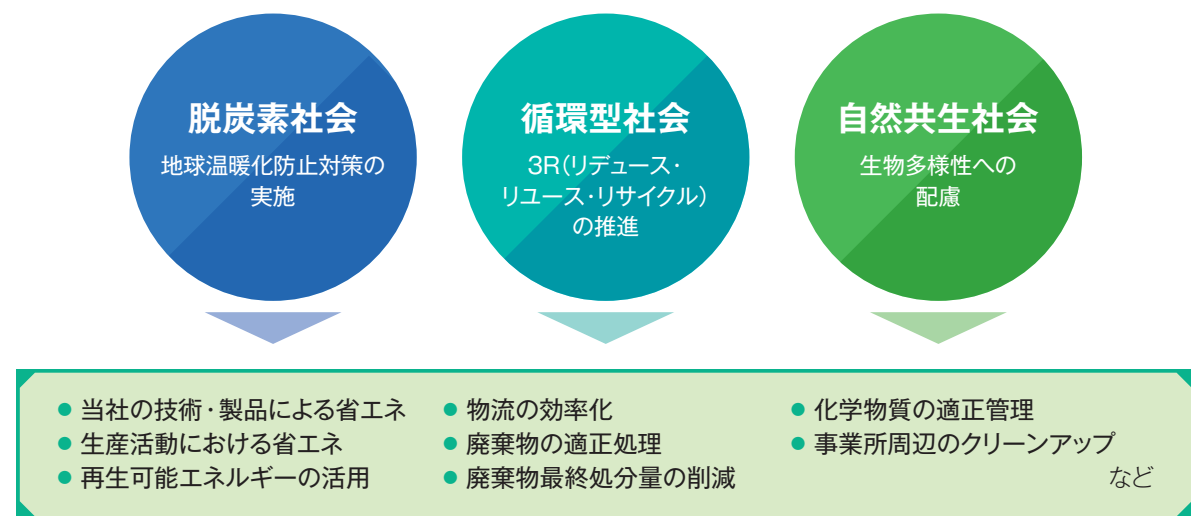 脱炭素社会
地球温暖化防止対策の
実施
循環型社会
3R(リデュース・
リユース・リサイクル)
の推進
自然共生社会
生物多様性への
配慮
● 当社の技術・製品による省エネ
● 生産活動における省エネ
● 再生可能エネルギーの活用
● 物流の効率化
● 廃棄物の適正処理
● 廃棄物最終処分量の削減
● 化学物質の適正管理
● 事業所周辺のクリーンアップ
など